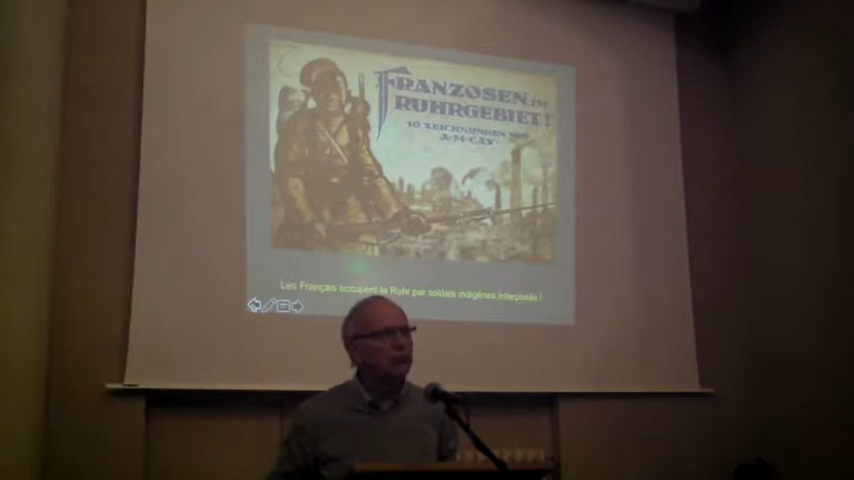 FRANZOSEN IM
RUHRGEBIET!
10 ZEICHNUNGEN VON
A·M·CAY·
Les Français occupent la Ruhr par soldats indigènes interposés !